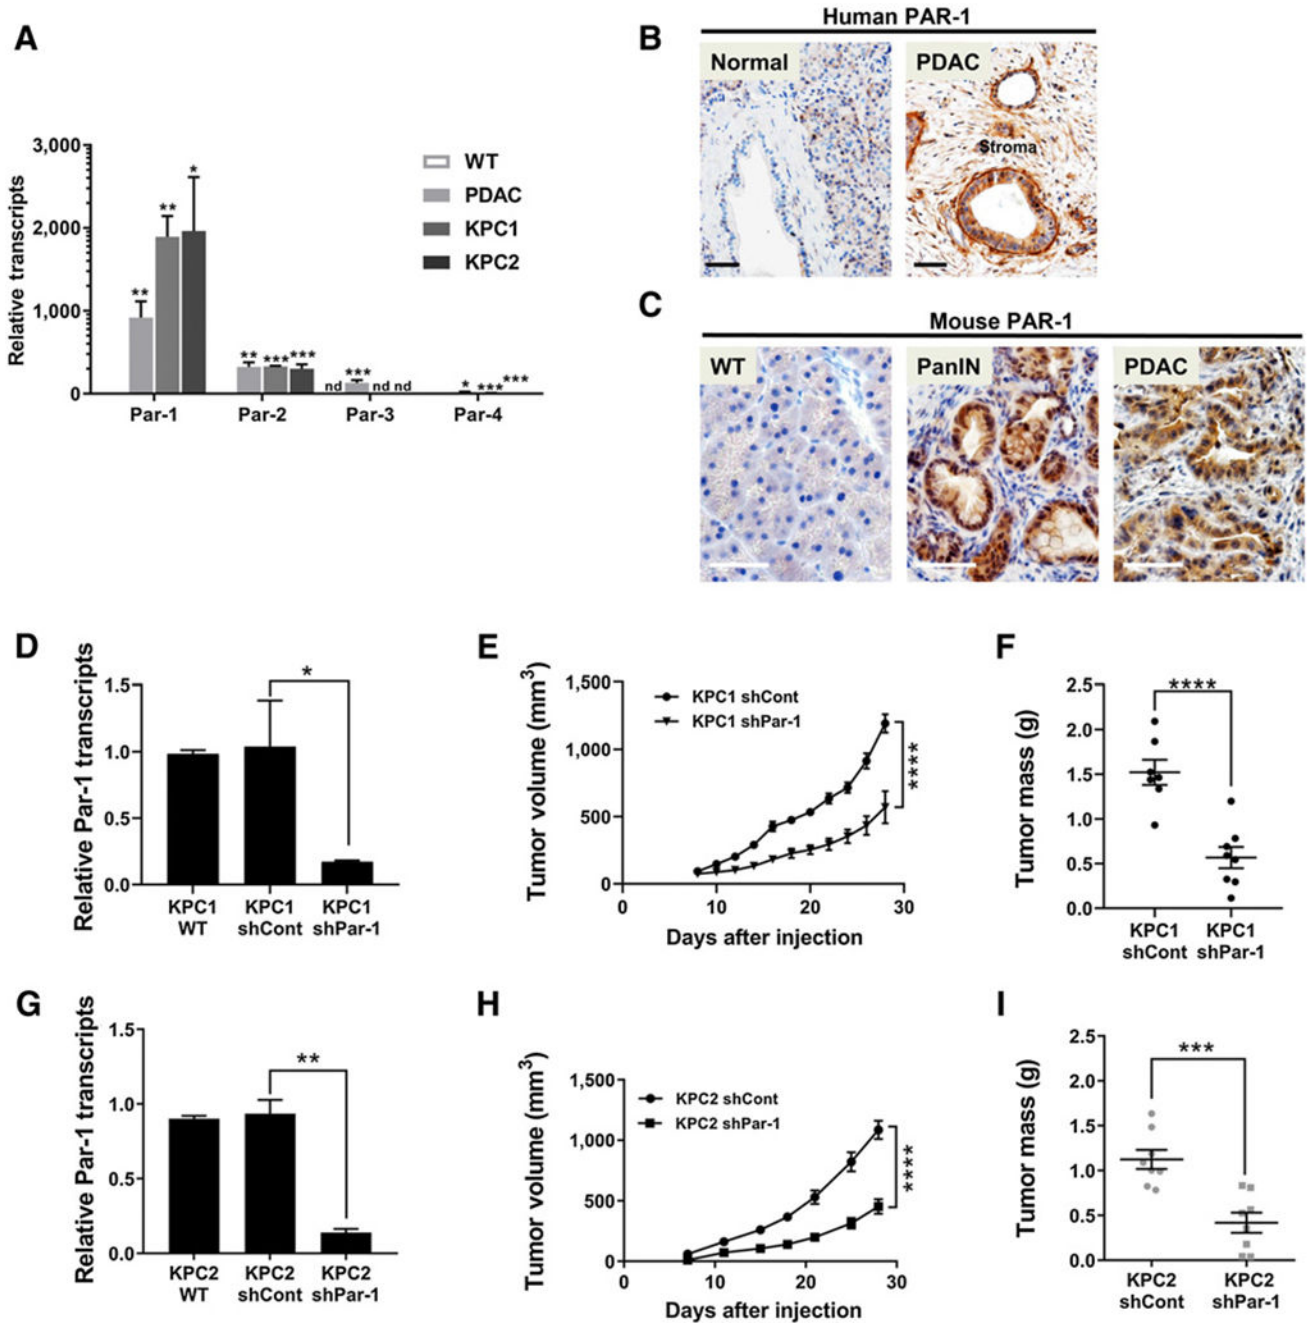 A
Relative transcripts
3,000
2,000
1,000
0
** ** *
** *** ***
nd *** nd nd
* *** ***
Par-1 Par-2 Par-3 Par-4
WT
PDAC
KPC1
KPC2
B
Human PAR-1
Normal PDAC
Stroma
C
Mouse PAR-1
WT PanIN PDAC
D
Relative Par-1 transcripts
1.5
1.0
0.5
0.0
*
KPC1 KPC1 KPC1
WT shCont shPar-1
E
Tumor volume (mm³)
1,500
1,000
500
0
KPC1 shCont
KPC1 shPar-1
****
0 10 20 30
Days after injection
F
Tumor mass (g)
2.5
2.0
1.5
1.0
0.5
0.0
****
KPC1 KPC1
shCont shPar-1
G
Relative Par-1 transcripts
1.5
1.0
0.5
0.0
**
KPC2 KPC2 KPC2
WT shCont shPar-1
H
Tumor volume (mm³)
1,500
1,000
500
0
KPC2 shCont
KPC2 shPar-1
****
0 10 20 30
Days after injection
I
Tumor mass (g)
2.5
2.0
1.5
1.0
0.5
0.0
***
KPC2 KPC2
shCont shPar-1